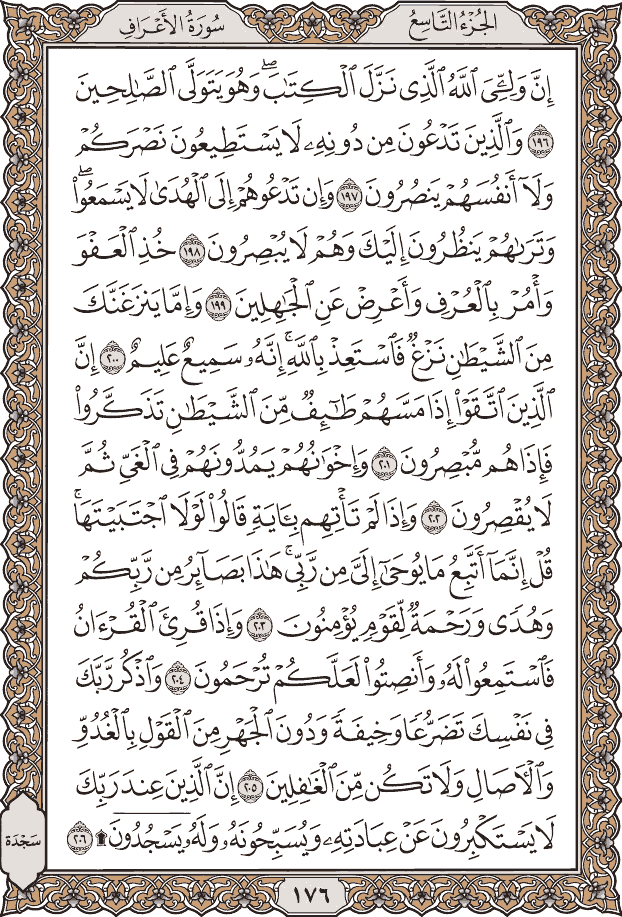 الجُزْءُ التَّاسِعُ
سُورَةُ الأَعْرَافِ
إِنَّ وَلِـِّۧيَ ٱللَّهُ ٱلَّذِي نَزَّلَ ٱلْكِتَٰبَۖ وَهُوَ يَتَوَلَّى ٱلصَّٰلِحِينَ
١٩٦ وَٱلَّذِينَ تَدْعُونَ مِن دُونِهِۦ لَا يَسْتَطِيعُونَ نَصْرَكُمْ
وَلَآ أَنفُسَهُمْ يَنصُرُونَ ١٩٧ وَإِن تَدْعُوهُمْ إِلَى ٱلْهُدَىٰ لَا يَسْمَعُوا۟ۖ
وَتَرَىٰهُمْ يَنظُرُونَ إِلَيْكَ وَهُمْ لَا يُبْصِرُونَ ١٩٨ خُذِ ٱلْعَفْوَ
وَأْمُرْ بِٱلْعُرْفِ وَأَعْرِضْ عَنِ ٱلْجَٰهِلِينَ ١٩٩ وَإِمَّا يَنزَغَنَّكَ
مِنَ ٱلشَّيْطَٰنِ نَزْغٌ فَٱسْتَعِذْ بِٱللَّهِۚ إِنَّهُۥ سَمِيعٌ عَلِيمٌ ٢٠٠ إِنَّ
ٱلَّذِينَ ٱتَّقَوْا۟ إِذَا مَسَّهُمْ طَٰٓئِفٌ مِّنَ ٱلشَّيْطَٰنِ تَذَكَّرُوا۟
فَإِذَا هُم مُّبْصِرُونَ ٢٠١ وَإِخْوَٰنُهُمْ يَمُدُّونَهُمْ فِي ٱلْغَيِّ ثُمَّ
لَا يُقْصِرُونَ ٢٠٢ وَإِذَا لَمْ تَأْتِهِم بِـَٔايَةٍ قَالُوا۟ لَوْلَا ٱجْتَبَيْتَهَاۚ
قُلْ إِنَّمَآ أَتَّبِعُ مَا يُوحَىٰٓ إِلَيَّ مِن رَّبِّيۚ هَٰذَا بَصَآئِرُ مِن رَّبِّكُمْ
وَهُدًى وَرَحْمَةٌ لِّقَوْمٍ يُؤْمِنُونَ ٢٠٣ وَإِذَا قُرِئَ ٱلْقُرْءَانُ
فَٱسْتَمِعُوا۟ لَهُۥ وَأَنصِتُوا۟ لَعَلَّكُمْ تُرْحَمُونَ ٢٠٤ وَٱذْكُر رَّبَّكَ
فِي نَفْسِكَ تَضَرُّعًا وَخِيفَةً وَدُونَ ٱلْجَهْرِ مِنَ ٱلْقَوْلِ بِٱلْغُدُوِّ
وَٱلْءَاصَالِ وَلَا تَكُن مِّنَ ٱلْغَٰفِلِينَ ٢٠٥ إِنَّ ٱلَّذِينَ عِندَ رَبِّكَ
لَا يَسْتَكْبِرُونَ عَنْ عِبَادَتِهِۦ وَيُسَبِّحُونَهُۥ وَلَهُۥ يَسْجُدُونَ ۩ ٢٠٦
سَجْدَة
١٧٦